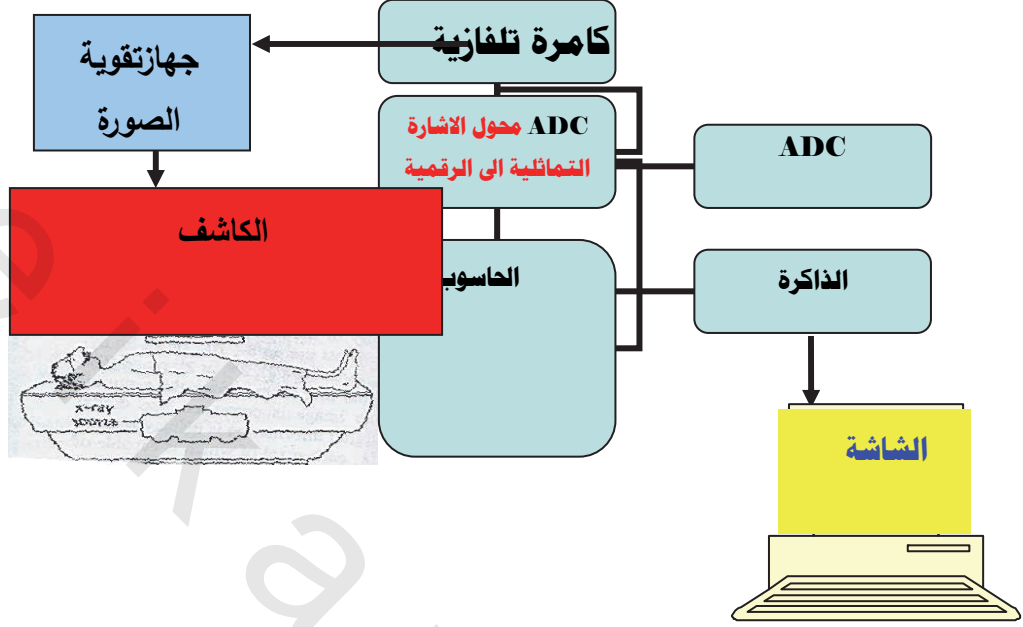 كامرة تلفازية
جهازتقوية
الصورة
ADC محول الاشارة
التماثلية الى الرقمية
ADC
الكاشف
الحاسوب
الذاكرة
x-ray
الشاشة